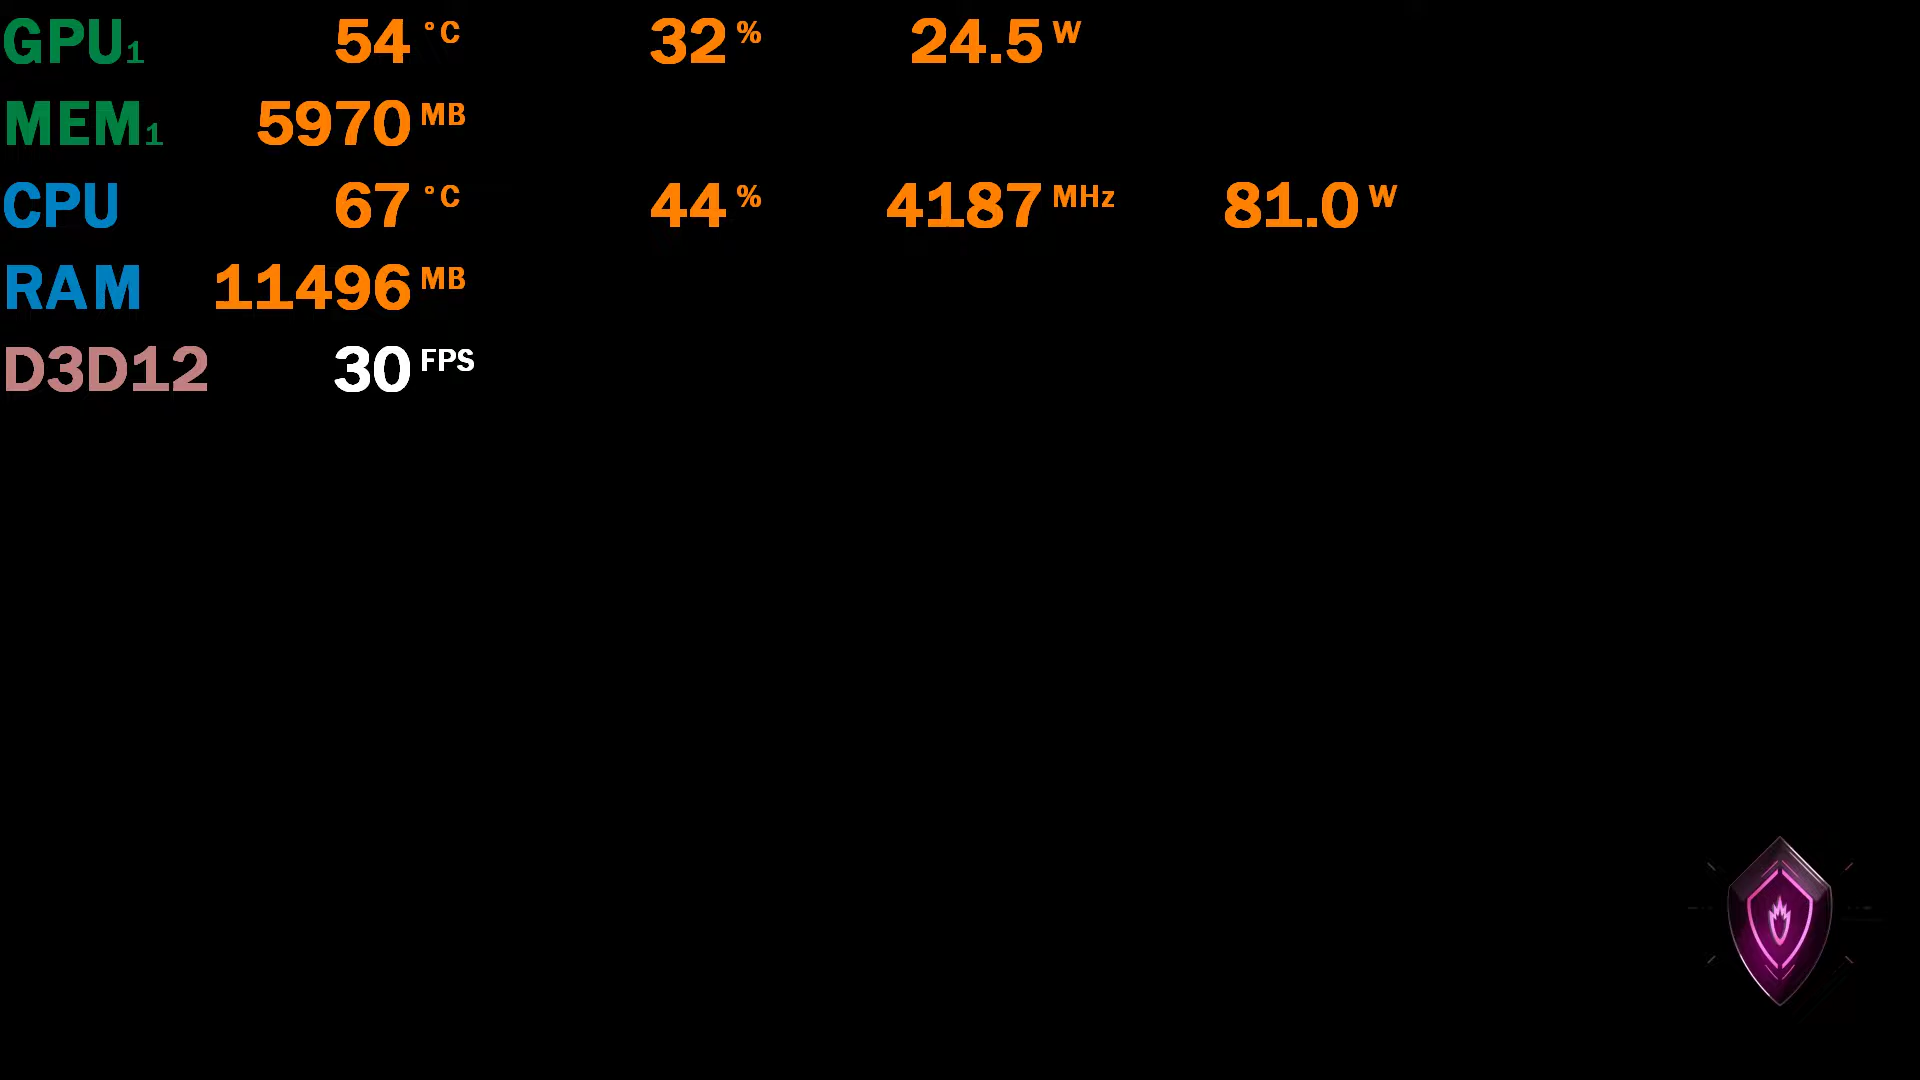 GPU1 54 °C 32 % 24.5 W
MEM1 5970 MB
CPU 67 °C 44 % 4187 MHz 81.0 W
RAM 11496 MB
D3D12 30 FPS